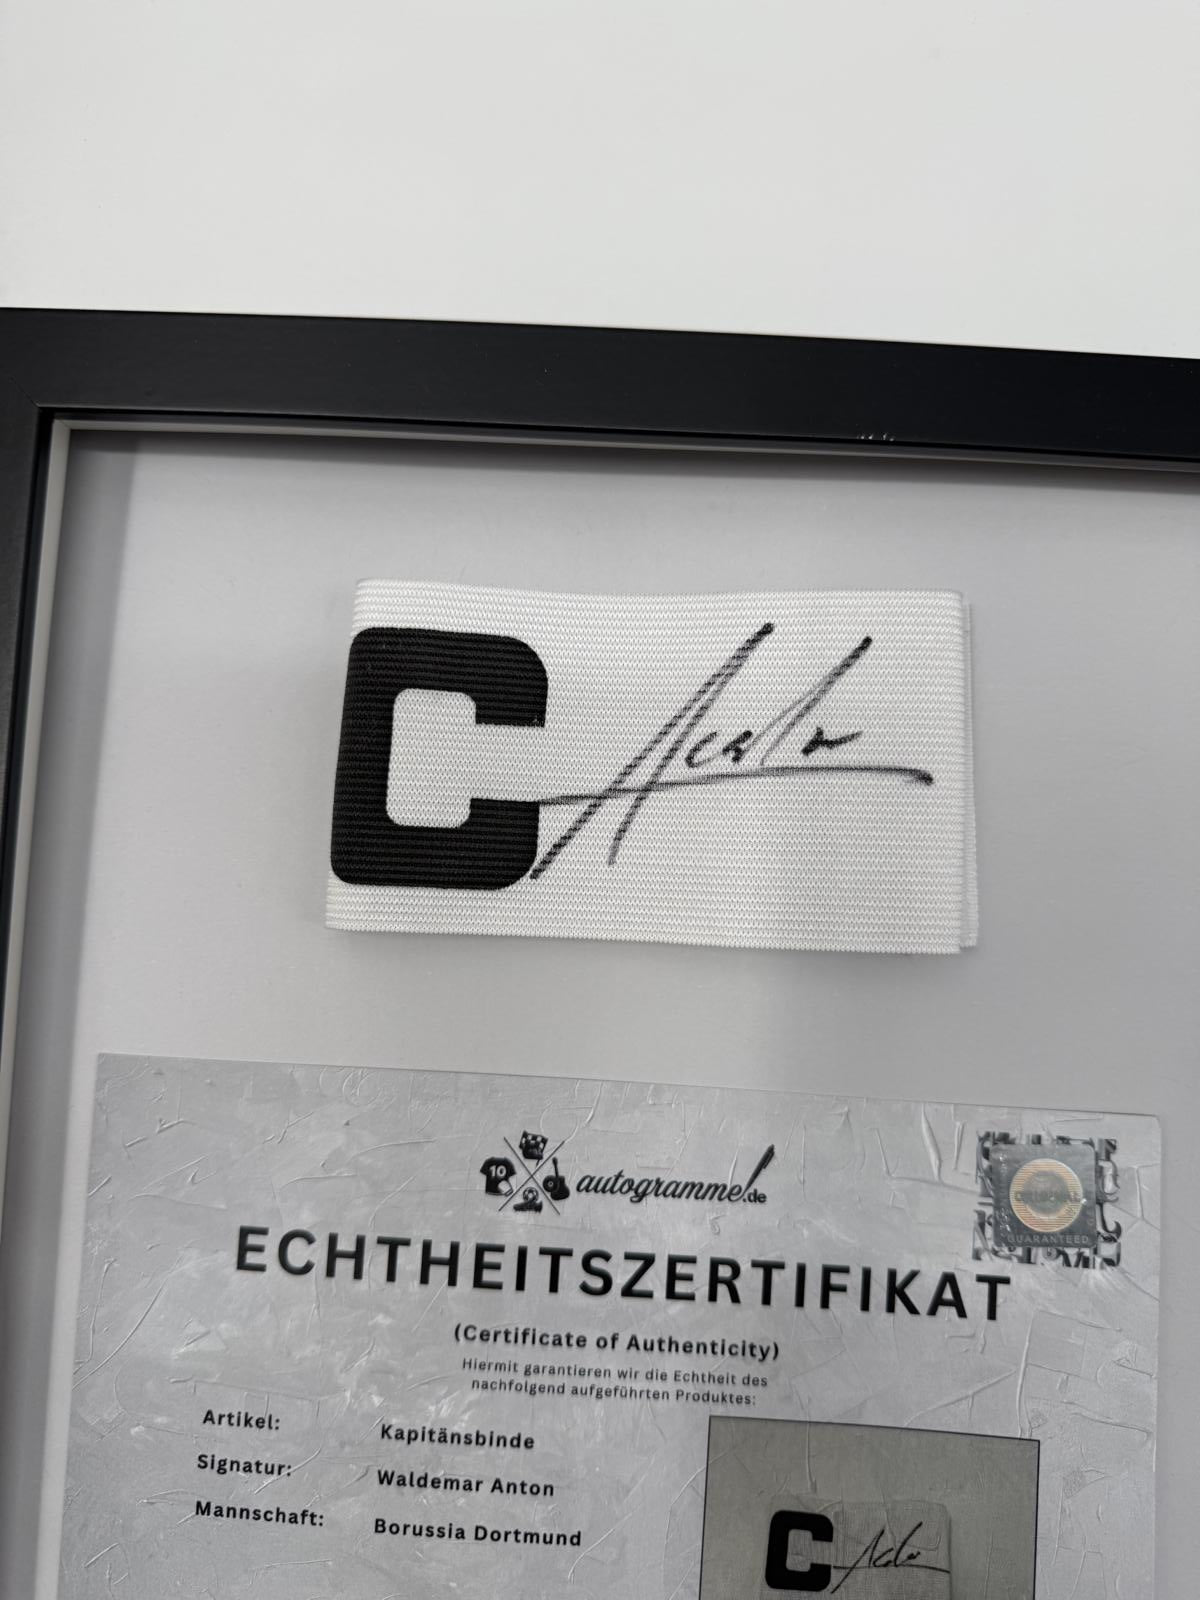 C
10
autogramme.de
ORIGINAL
GUARANTEED
ECHTHEITSZERTIFIKAT
(Certificate of Authenticity)
Hiermit garantieren wir die Echtheit des
nachfolgend aufgeführten Produktes:
Artikel: Kapitänsbinde
Signatur: Waldemar Anton
Mannschaft: Borussia Dortmund
C